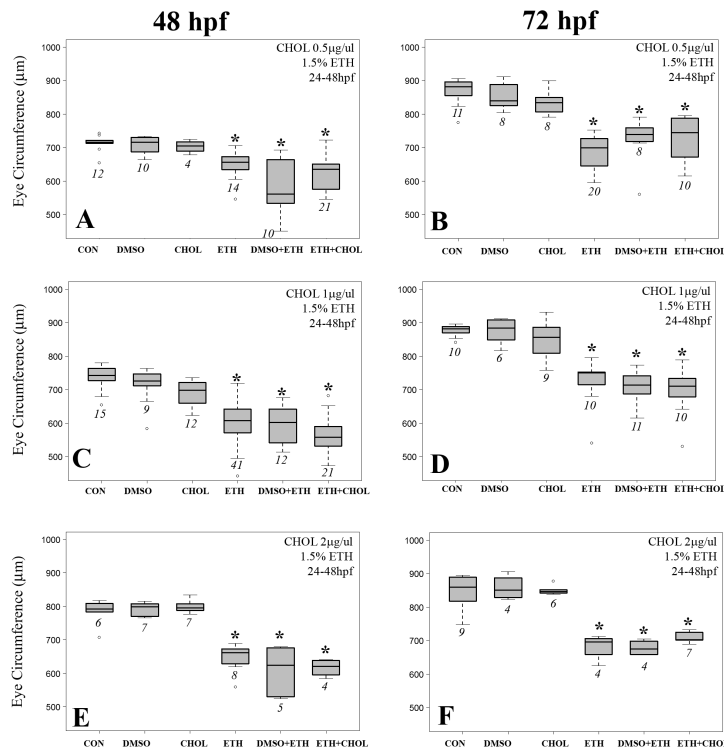 48 hpf
72 hpf
Eye Circumference (µm)
1000
900
800
700
600
500
CHOL 0.5µg/ul
1.5% ETH
24-48hpf
* * *
12 10 4 14 10 21
A
CON DMSO CHOL ETH DMSO+ETH ETH+CHOL
1000
900
800
700
600
500
CHOL 0.5µg/ul
1.5% ETH
24-48hpf
* * *
11 8 8 20 8 10
B
CON DMSO CHOL ETH DMSO+ETH ETH+CHOL
Eye Circumference (µm)
1000
900
800
700
600
500
CHOL 1µg/ul
1.5% ETH
24-48hpf
* * *
15 9 12 41 12 21
C
CON DMSO CHOL ETH DMSO+ETH ETH+CHOL
1000
900
800
700
600
500
CHOL 1µg/ul
1.5% ETH
24-48hpf
* * *
10 6 9 10 11 10
D
CON DMSO CHOL ETH DMSO+ETH ETH+CHOL
Eye Circumference (µm)
1000
900
800
700
600
500
CHOL 2µg/ul
1.5% ETH
24-48hpf
* * *
6 7 7 8 5 4
E
CON DMSO CHOL ETH DMSO+ETH ETH+CHOL
1000
900
800
700
600
500
CHOL 2µg/ul
1.5% ETH
24-48hpf
* * *
9 4 6 4 4 7
F
CON DMSO CHOL ETH DMSO+ETH ETH+CHOL